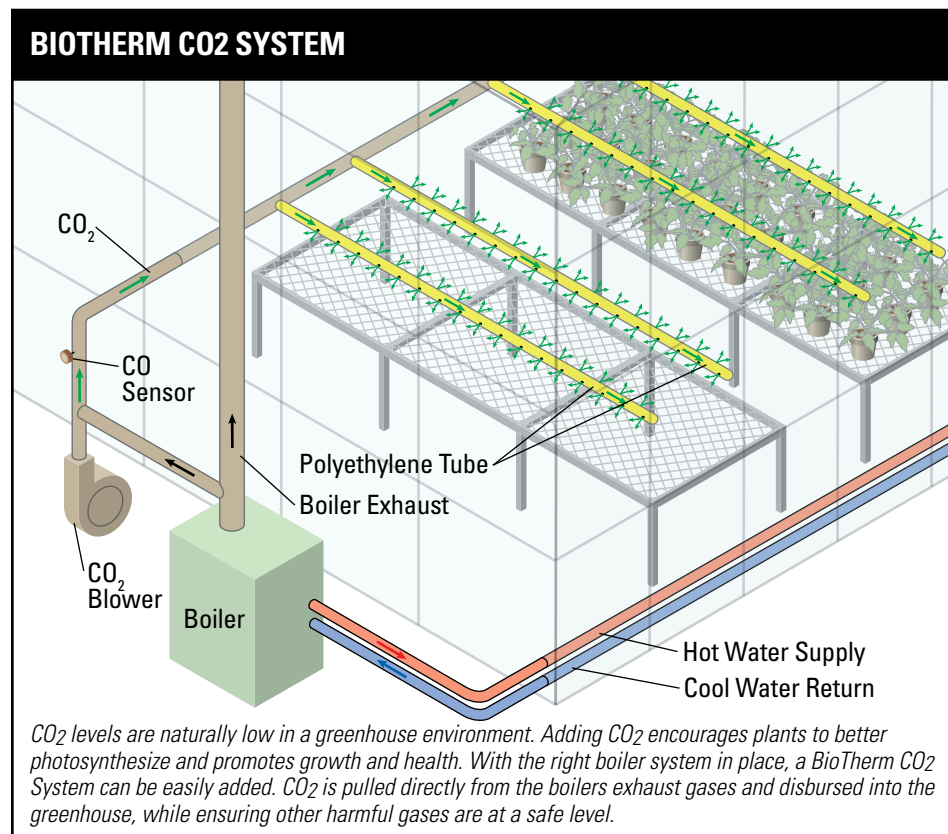 BIOTHERM CO2 SYSTEM
CO2
CO
Sensor
Polyethylene Tube
Boiler Exhaust
CO2
Blower
Boiler
Hot Water Supply
Cool Water Return
CO2 levels are naturally low in a greenhouse environment. Adding CO2 encourages plants to better
photosynthesize and promotes growth and health. With the right boiler system in place, a BioTherm CO2
System can be easily added. CO2 is pulled directly from the boilers exhaust gases and disbursed into the
greenhouse, while ensuring other harmful gases are at a safe level.